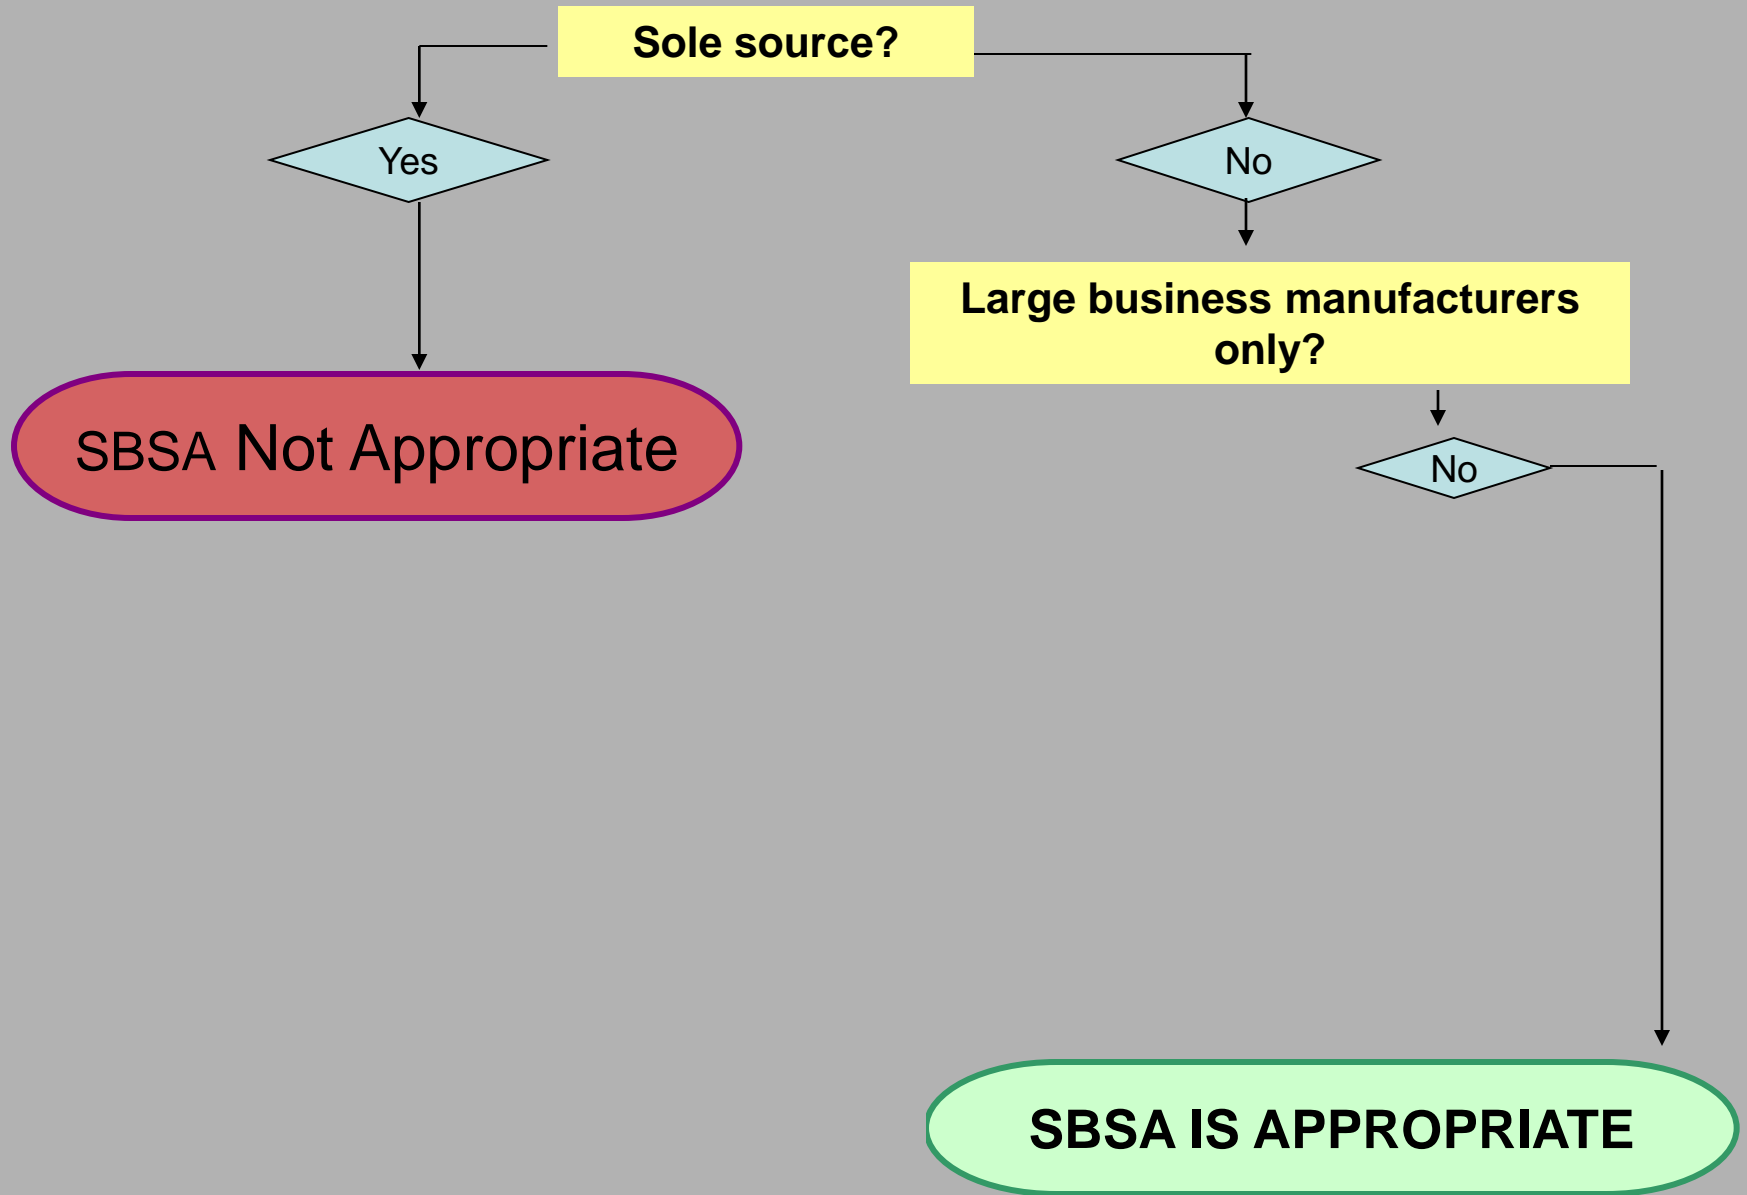 Sole source?
Yes
No
Large business manufacturers
only?
SBSA Not Appropriate
No
SBSA IS APPROPRIATE